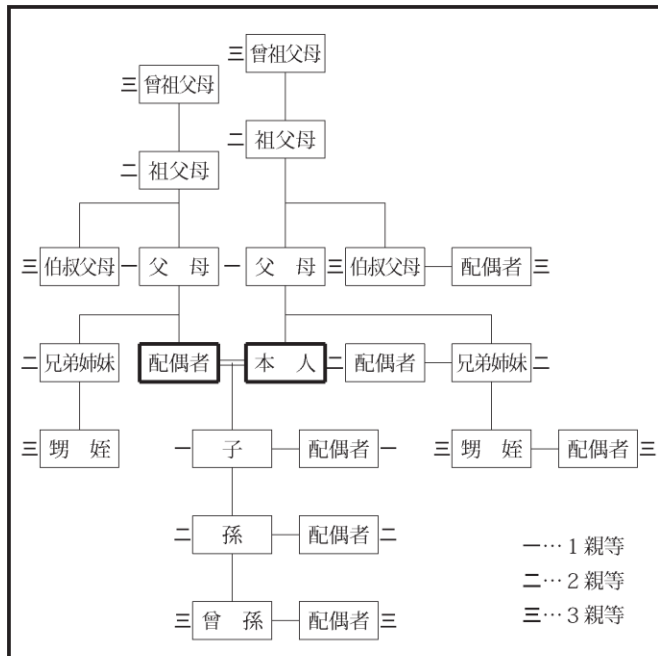 三 曾祖父母
三 曾祖父母
二 祖父母
二 祖父母
三 伯叔父母 一 父 母 一 父 母 三 伯叔父母 配偶者 三
二 兄弟姉妹 配偶者 本 人 二 配偶者 兄弟姉妹 二
三 甥 姪 一 子 配偶者 一 三 甥 姪 配偶者 三
二 孫 配偶者 二
三 曾 孫 配偶者 三
一…1親等
二…2親等
三…3親等